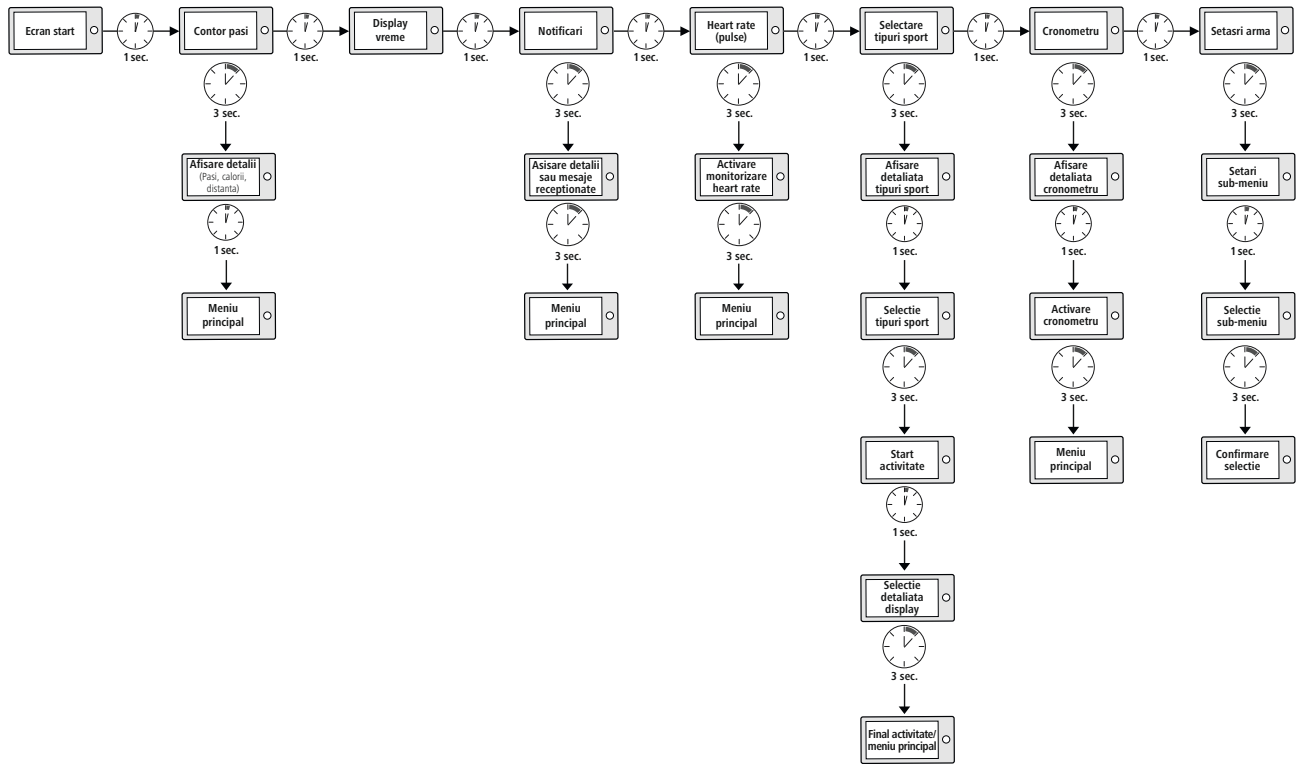 Ecran start
1 sec.
Contor pasi
1 sec.
Display
vreme
1 sec.
Notificari
1 sec.
Heart rate
(pulse)
1 sec.
Selectare
tipuri sport
1 sec.
Cronometru
1 sec.
Setasri arma
3 sec.
3 sec.
3 sec.
3 sec.
3 sec.
3 sec.
Afisare detalii
(Pasi, calorii,
distanta)
Asisare detalii
sau mesaje
receptionate
Activare
monitorizare
heart rate
Afisare
detaliata
tipuri sport
Afisare
detaliata
cronometru
Setari
sub-meniu
1 sec.
3 sec.
3 sec.
1 sec.
1 sec.
1 sec.
Meniu
principal
Meniu
principal
Meniu
principal
Selectie
tipuri sport
Activare
cronometru
Selectie
sub-meniu
3 sec.
3 sec.
3 sec.
Start
activitate
Meniu
principal
Confirmare
selectie
1 sec.
Selectie
detaliata
display
3 sec.
Final activitate/
meniu principal